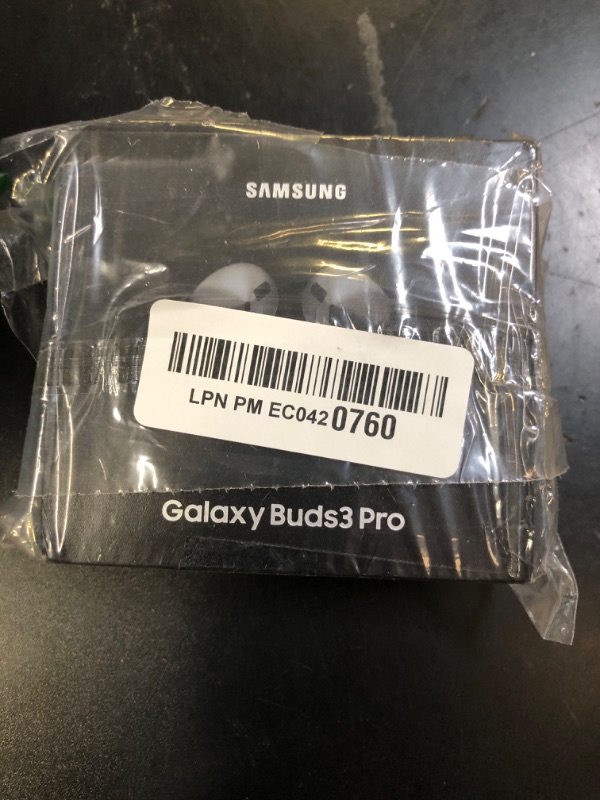 SAMSUNG
LPN PM EC042 0760
Galaxy Buds3 Pro